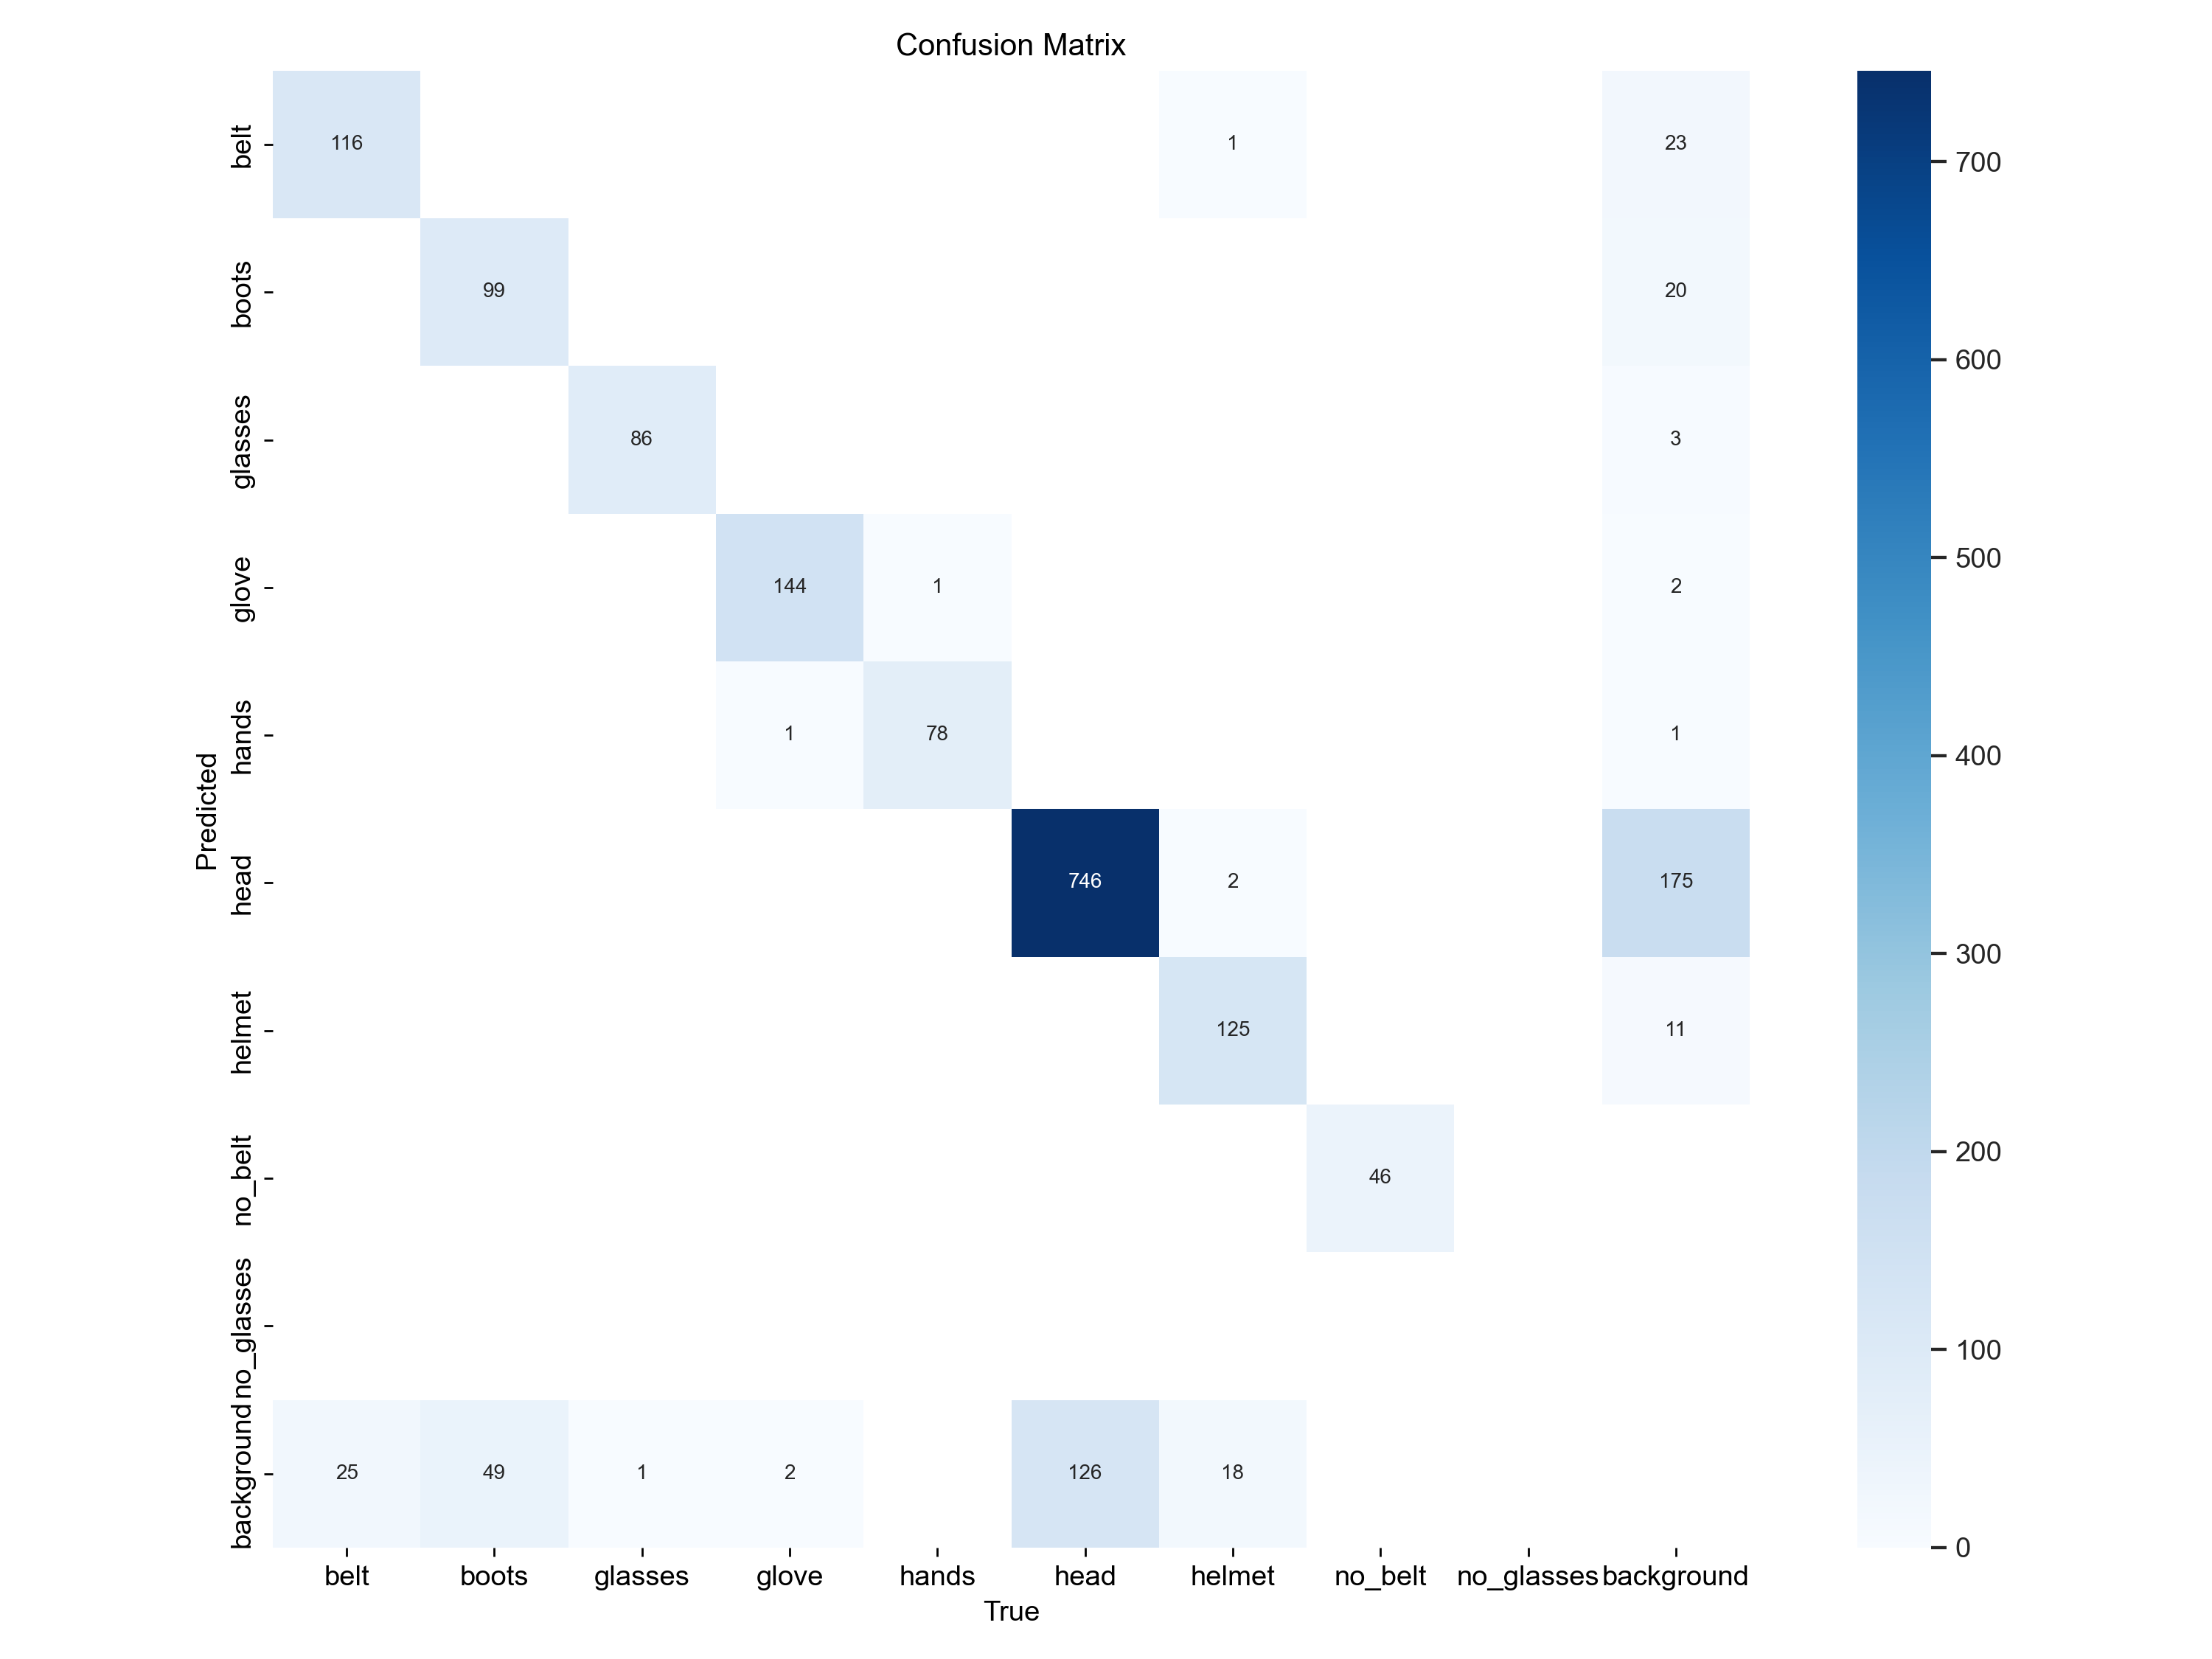 Confusion Matrix
belt 116 1 23
boots 99 20
glasses 86 3
glove 144 1 2
hands 1 78 1
head 746 2 175
helmet 125 11
no_belt 46
no_glasses
background 25 49 1 2 126 18
belt boots glasses glove hands head helmet no_belt no_glasses background
True
Predicted
700
600
500
400
300
200
100
0